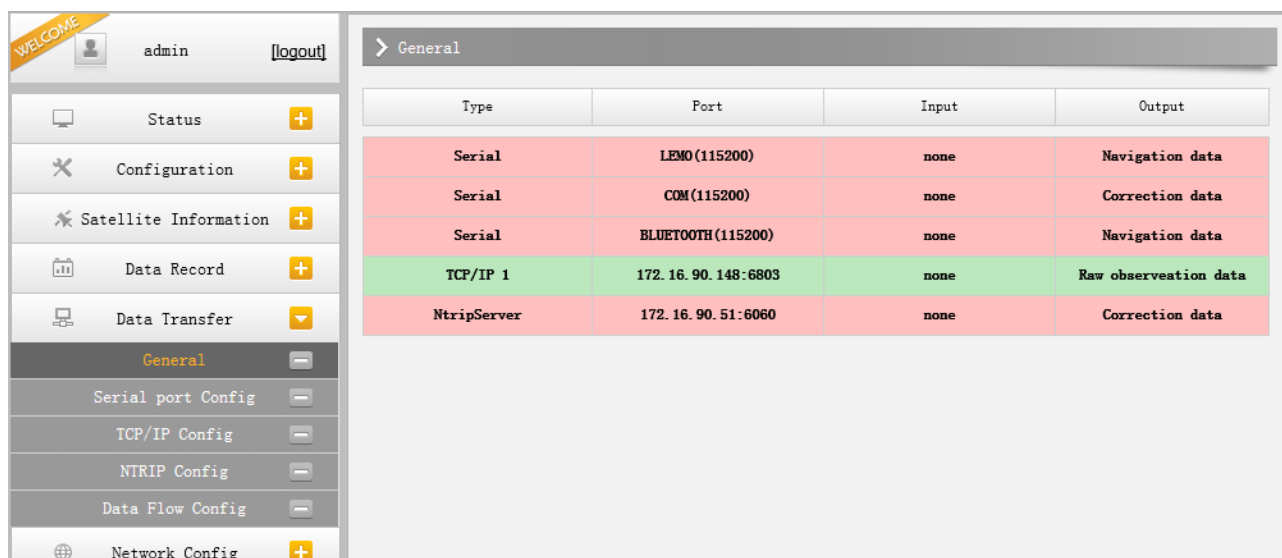 WELCOME
admin [logout]
Status
Configuration
Satellite Information
Data Record
Data Transfer
General
Serial port Config
TCP/IP Config
NTRIP Config
Data Flow Config
Network Config
General
Type Port Input Output
Serial LEMO(115200) none Navigation data
Serial COM(115200) none Correction data
Serial BLUETOOTH(115200) none Navigation data
TCP/IP 1 172.16.90.148:6803 none Raw observeation data
NtripServer 172.16.90.51:6060 none Correction data